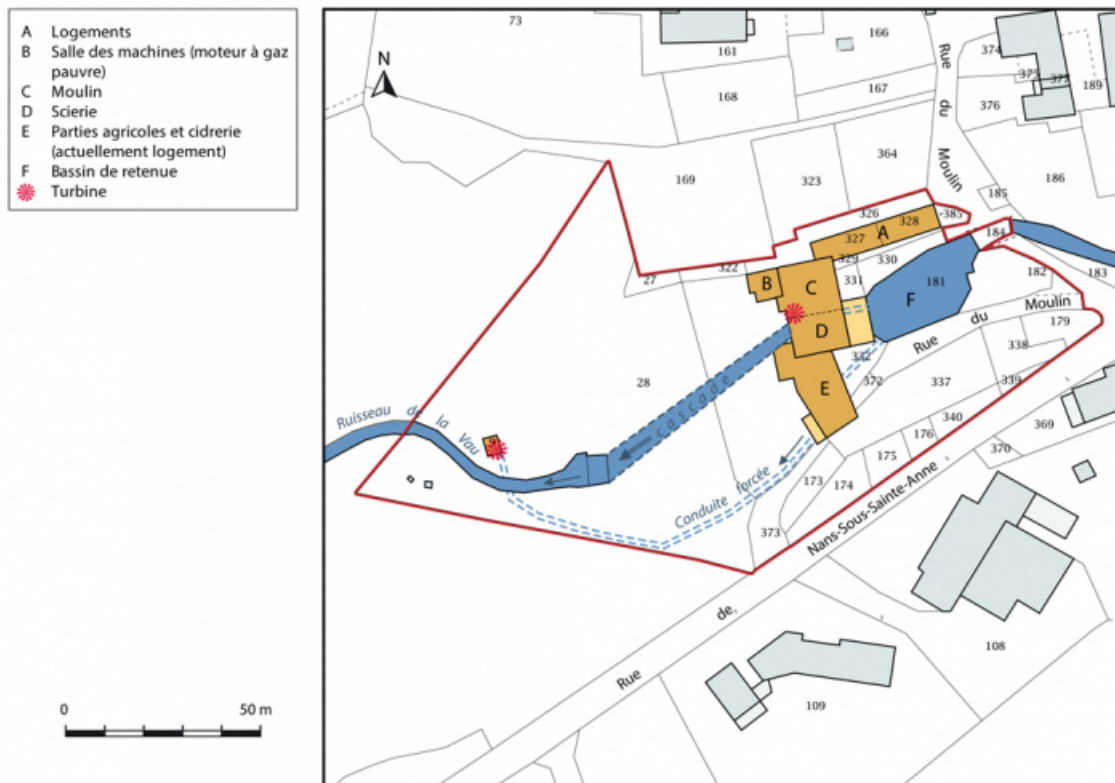 A Logements
B Salle des machines (moteur à gaz
pauvre)
C Moulin
D Scierie
E Parties agricoles et cidrerie
(actuellement logement)
F Bassin de retenue
Turbine
0 50 m
N
73
161
166
167
168
Rue du Moulin
374
375
377
189
376
186
185
364
323
169
326
328
385
184
327
A
329
330
322
27
B
C
331
181
F
182
183
Rue du Moulin
179
D
338
332
372
337
339
E
340
28
cascade
Ruisseau de la Vau
176
175
369
370
173
174
Conduite forcée
373
Rue de Nans-Sous-Sainte-Anne
108
109